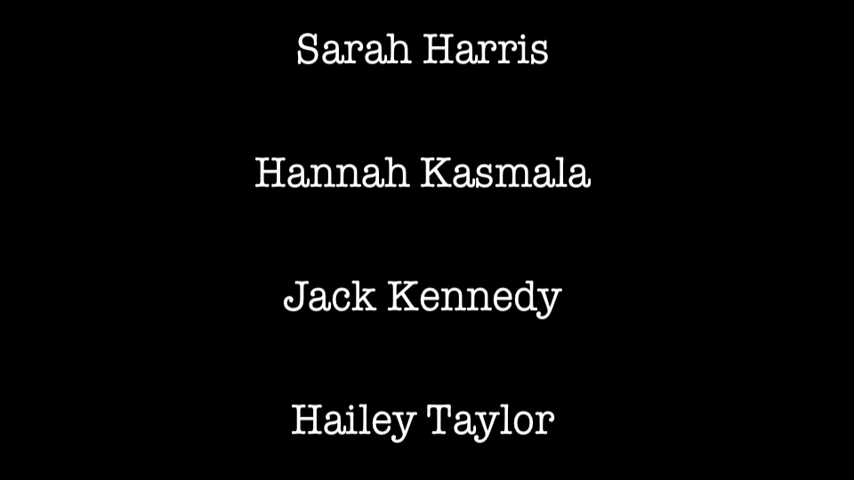 Sarah Harris
Hannah Kasmala
Jack Kennedy
Hailey Taylor